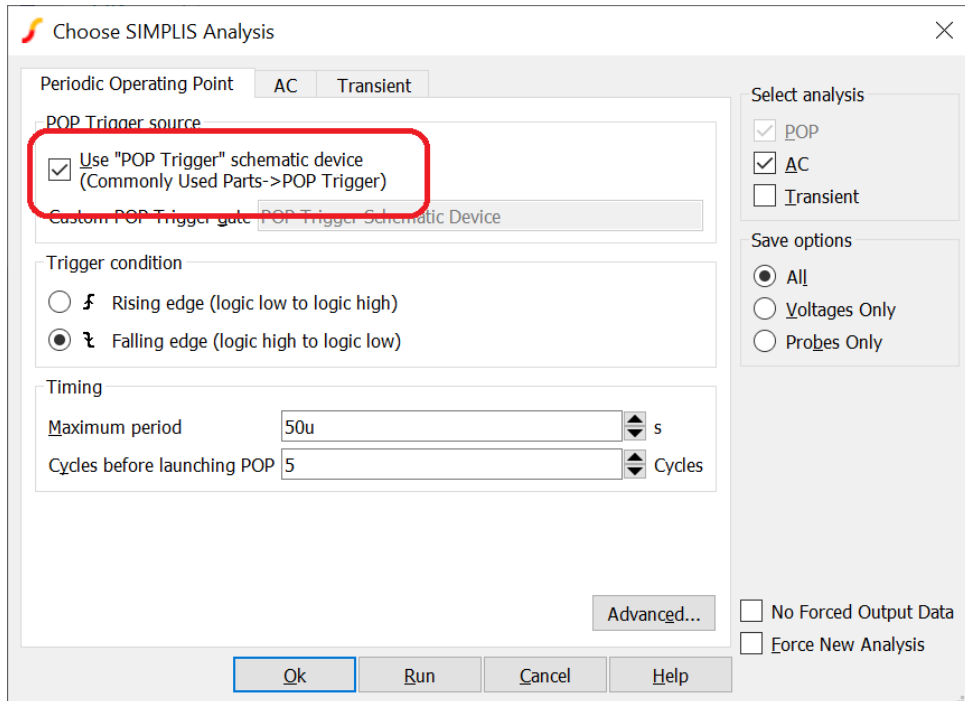 Choose SIMPLIS Analysis
Periodic Operating Point AC Transient
POP Trigger source
Use "POP Trigger" schematic device
(Commonly Used Parts->POP Trigger)
Custom POP Trigger gate POP Trigger Schematic Device
Trigger condition
Rising edge (logic low to logic high)
Falling edge (logic high to logic low)
Timing
Maximum period 50u s
Cycles before launching POP 5 Cycles
Advanced...
Select analysis
POP
AC
Transient
Save options
All
Voltages Only
Probes Only
No Forced Output Data
Force New Analysis
Ok Run Cancel Help